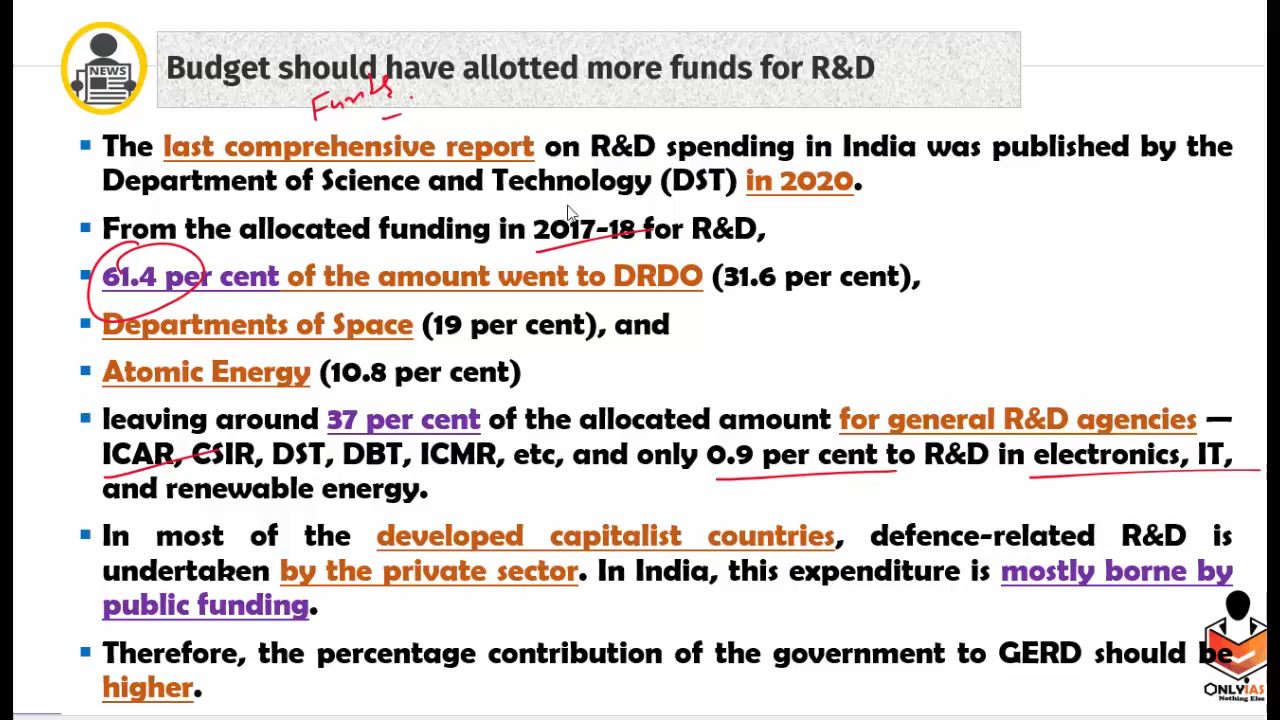 NEWS
Budget should have allotted more funds for R&D
Funds.
▪ The last comprehensive report on R&D spending in India was published by the
Department of Science and Technology (DST) in 2020.
▪ From the allocated funding in 2017-18 for R&D,
▪ 61.4 per cent of the amount went to DRDO (31.6 per cent),
▪ Departments of Space (19 per cent), and
▪ Atomic Energy (10.8 per cent)
▪ leaving around 37 per cent of the allocated amount for general R&D agencies —
ICAR, CSIR, DST, DBT, ICMR, etc, and only 0.9 per cent to R&D in electronics, IT,
and renewable energy.
▪ In most of the developed capitalist countries, defence-related R&D is
undertaken by the private sector. In India, this expenditure is mostly borne by
public funding.
▪ Therefore, the percentage contribution of the government to GERD should be
higher.
ONLYIAS
Nothing Else